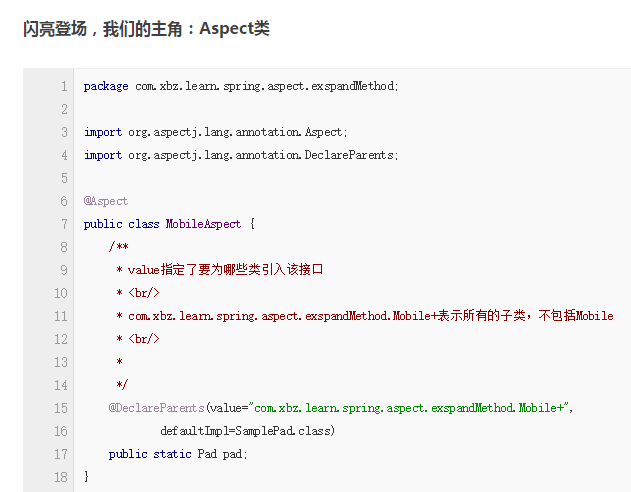 闪亮登场，我们的主角：Aspect类
1 package com.xbz.learn.spring.aspect.exspandMethod;
2
3 import org.aspectj.lang.annotation.Aspect;
4 import org.aspectj.lang.annotation.DeclareParents;
5
6 @Aspect
7 public class MobileAspect {
8 /**
9 * value指定了要为哪些类引入该接口
10 * <br/>
11 * com.xbz.learn.spring.aspect.exspandMethod.Mobile+表示所有的子类，不包括Mobile
12 * <br/>
13 *
14 */
15 @DeclareParents(value="com.xbz.learn.spring.aspect.exspandMethod.Mobile+",
16 defaultImpl=SamplePad.class)
17 public static Pad pad;
18 }